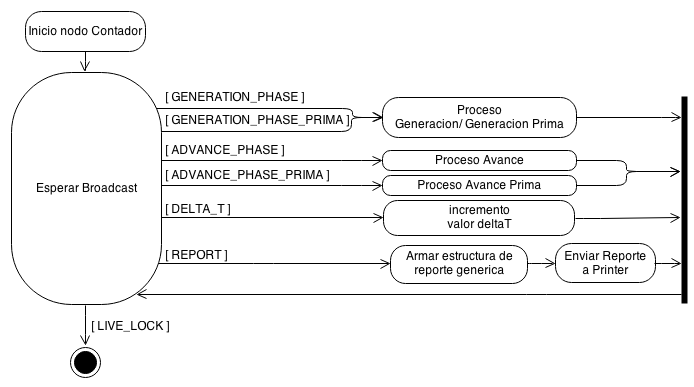 Inicio nodo Contador
[ GENERATION_PHASE ]
[ GENERATION_PHASE_PRIMA ]
Proceso
Generacion/ Generacion Prima
[ ADVANCE_PHASE ]
Proceso Avance
[ ADVANCE_PHASE_PRIMA ]
Proceso Avance Prima
Esperar Broadcast
[ DELTA_T ]
incremento
valor deltaT
[ REPORT ]
Armar estructura de
reporte generica
Enviar Reporte
a Printer
[ LIVE_LOCK ]